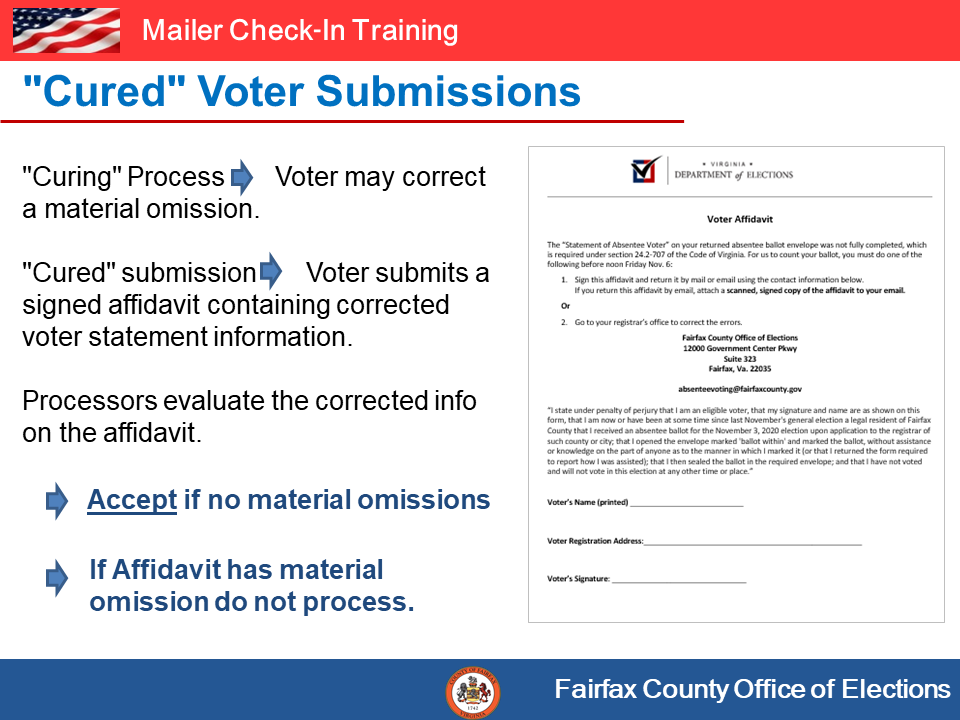 Mailer Check-In Training
"Cured" Voter Submissions
"Curing" Process Voter may correct
a material omission.
"Cured" submission Voter submits a
signed affidavit containing corrected
voter statement information.
Processors evaluate the corrected info
on the affidavit.
Accept if no material omissions
If Affidavit has material
omission do not process.
* VIRGINIA *
DEPARTMENT of ELECTIONS
Voter Affidavit
The "Statement of Absentee Voter" on your returned absentee ballot envelope was not fully completed, which
is required under section 24.2-707 of the Code of Virginia. For us to count your ballot, you must do one of the
following before noon Friday Nov. 6:
1. Sign this affidavit and return it by mail or email using the contact information below.
If you return this affidavit by email, attach a scanned, signed copy of the affidavit to your email.
Or
2. Go to your registrar's office to correct the errors.
Fairfax County Office of Elections
12000 Government Center Pkwy
Suite 323
Fairfax, Va. 22035
absenteevoting@fairfaxcounty.gov
"I state under penalty of perjury that I am an eligible voter, that my signature and name are as shown on this
form, that I am now or have been at some time since last November's general election a legal resident of Fairfax
County that I received an absentee ballot for the November 3, 2020 election upon application to the registrar of
such county or city; that I opened the envelope marked 'ballot within' and marked the ballot, without assistance
or knowledge on the part of anyone as to the manner in which I marked it (or that I returned the form required
to report how I was assisted); that I then sealed the ballot in the required envelope; and that I have not voted
and will not vote in this election at any other time or place."
Voter's Name (printed) ____________________
Voter Registration Address:____________________
Voter's Signature: ____________________
Fairfax County Office of Elections